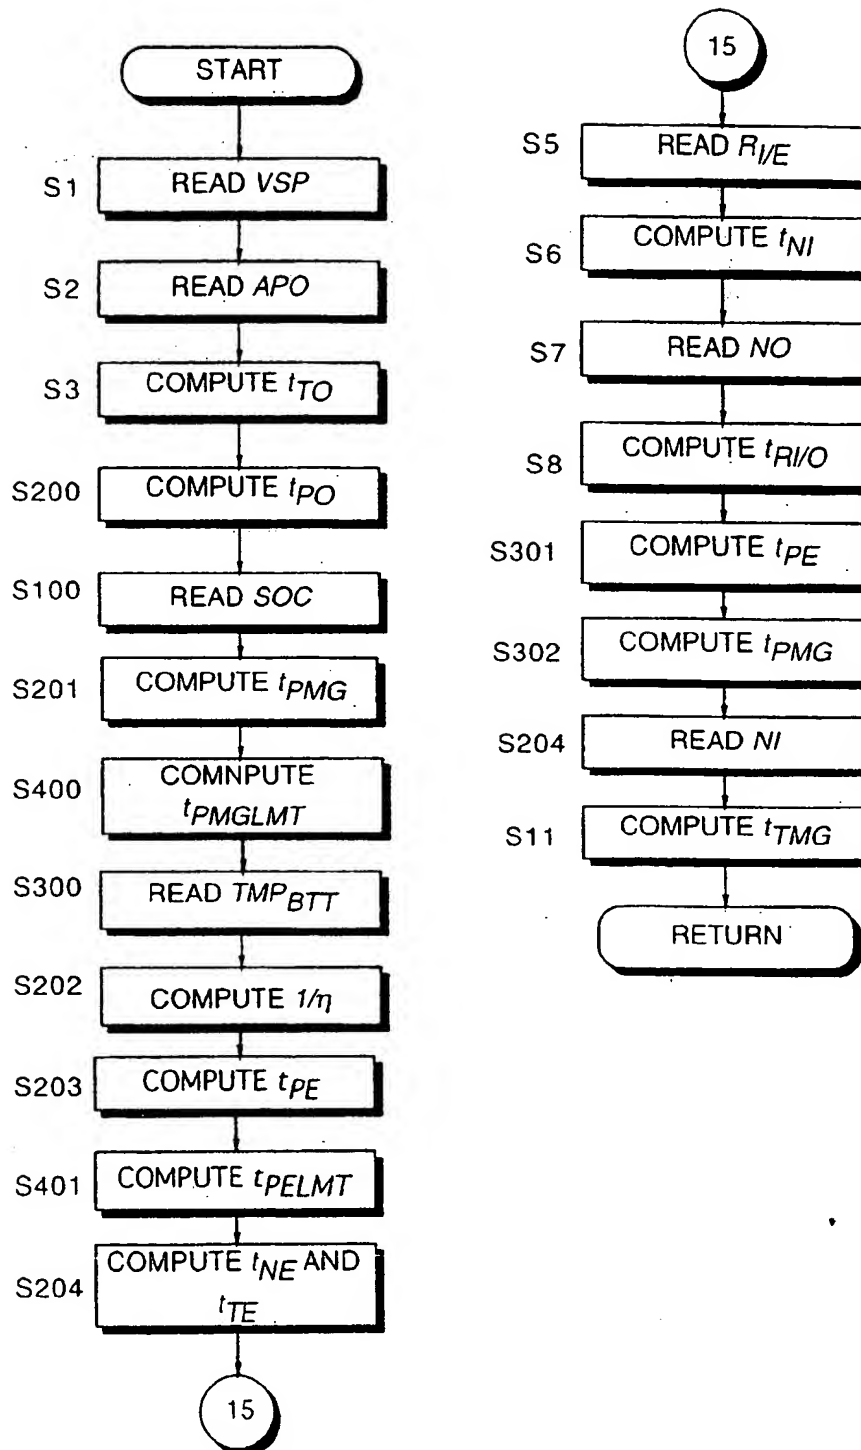 START
S1 READ VSP
S2 READ APO
S3 COMPUTE tTO
S200 COMPUTE tPO
S100 READ SOC
S201 COMPUTE tPMG
S400 COMNPUTE
tPMGLMT
S300 READ TMPBTT
S202 COMPUTE 1/η
S203 COMPUTE tPE
S401 COMPUTE tPELMT
S204 COMPUTE tNE AND
tTE
15
15
S5 READ RI/E
S6 COMPUTE tNI
S7 READ NO
S8 COMPUTE tRI/O
S301 COMPUTE tPE
S302 COMPUTE tPMG
S204 READ NI
S11 COMPUTE tTMG
RETURN